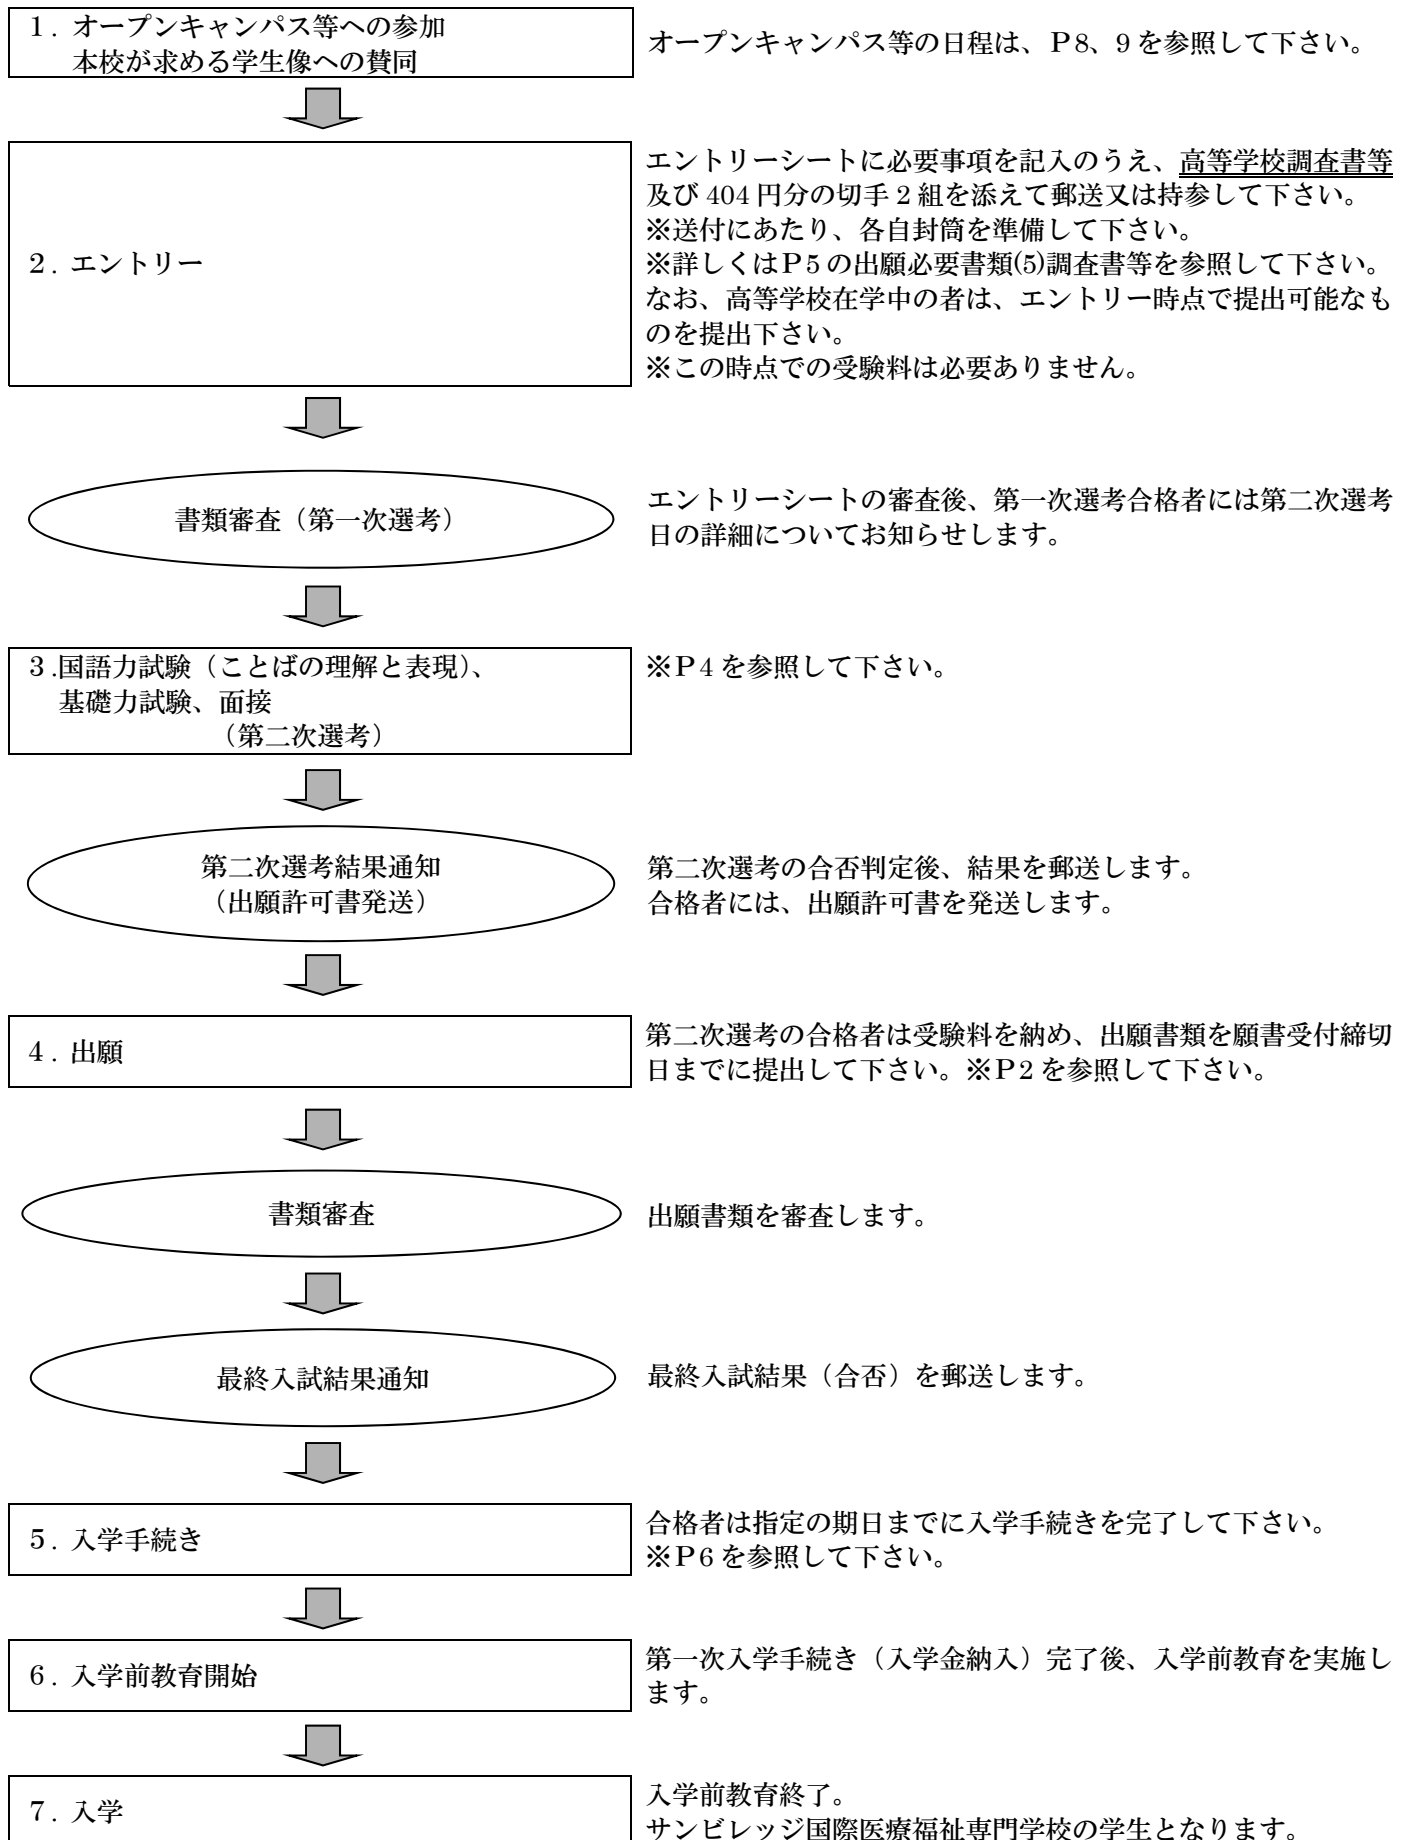 １．オープンキャンパス等への参加
本校が求める学生像への賛同
オープンキャンパス等の日程は、Ｐ8、9 を参照して下さい。
２．エントリー
エントリーシートに必要事項を記入のうえ、高等学校調査書等
及び 404 円分の切手 2 組を添えて郵送又は持参して下さい。
※送付にあたり、各自封筒を準備して下さい。
※詳しくはＰ5 の出願必要書類(5)調査書等を参照して下さい。
なお、高等学校在学中の者は、エントリー時点で提出可能なも
のを提出下さい。
※この時点での受験料は必要ありません。
書類審査（第一次選考）
エントリーシートの審査後、第一次選考合格者には第二次選考
日の詳細についてお知らせします。
３.国語力試験（ことばの理解と表現）、
基礎力試験、面接
（第二次選考）
※Ｐ4 を参照して下さい。
第二次選考結果通知
（出願許可書発送）
第二次選考の合否判定後、結果を郵送します。
合格者には、出願許可書を発送します。
４．出願
第二次選考の合格者は受験料を納め、出願書類を願書受付締切
日までに提出して下さい。※Ｐ2 を参照して下さい。
書類審査
出願書類を審査します。
最終入試結果通知
最終入試結果（合否）を郵送します。
５．入学手続き
合格者は指定の期日までに入学手続きを完了して下さい。
※Ｐ6 を参照して下さい。
６．入学前教育開始
第一次入学手続き（入学金納入）完了後、入学前教育を実施し
ます。
７．入学
入学前教育終了。
サンビレッジ国際医療福祉専門学校の学生となります。